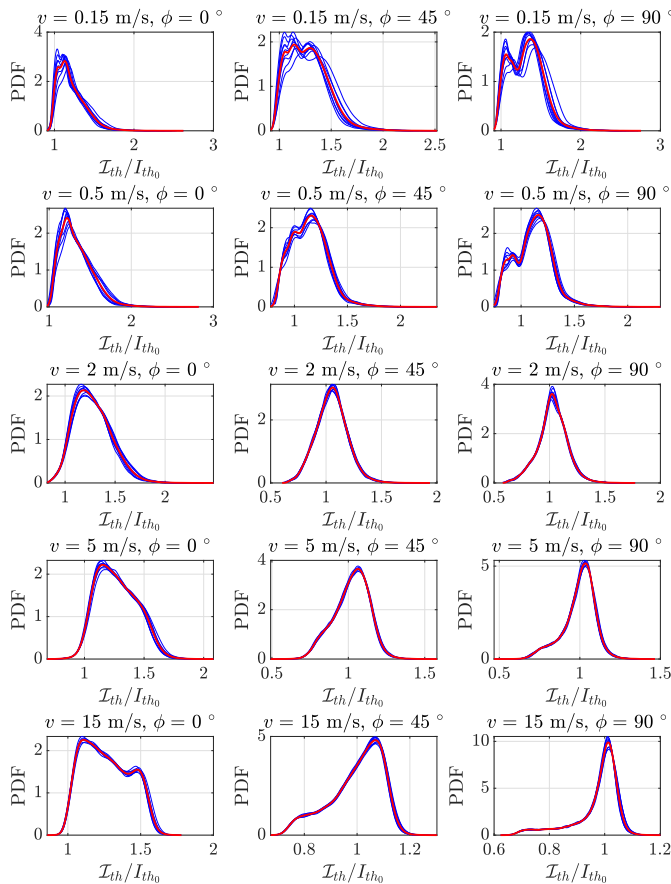 v = 0.15 m/s, ϕ = 0 ° v = 0.15 m/s, ϕ = 45 ° v = 0.15 m/s, ϕ = 90 °
PDF 0 1 2 3 4 PDF 0 0.5 1 1.5 2 PDF 0 0.5 1 1.5 2
1 2 3 1 1.5 2 2.5 1 2 3
ℐth/Ith0 ℐth/Ith0 ℐth/Ith0
v = 0.5 m/s, ϕ = 0 ° v = 0.5 m/s, ϕ = 45 ° v = 0.5 m/s, ϕ = 90 °
PDF 0 1 2 PDF 0 1 2 PDF 0 1 2
1 2 3 1 1.5 2 1 1.5 2
ℐth/Ith0 ℐth/Ith0 ℐth/Ith0
v = 2 m/s, ϕ = 0 ° v = 2 m/s, ϕ = 45 ° v = 2 m/s, ϕ = 90 °
PDF 0 1 2 PDF 0 1 2 3 PDF 0 2 4
1 1.5 2 0.5 1 1.5 2 0.5 1 1.5 2
ℐth/Ith0 ℐth/Ith0 ℐth/Ith0
v = 5 m/s, ϕ = 0 ° v = 5 m/s, ϕ = 45 ° v = 5 m/s, ϕ = 90 °
PDF 0 1 2 PDF 0 2 4 PDF 0 5
1 1.5 2 0.5 1 1.5 0.5 1 1.5
ℐth/Ith0 ℐth/Ith0 ℐth/Ith0
v = 15 m/s, ϕ = 0 ° v = 15 m/s, ϕ = 45 ° v = 15 m/s, ϕ = 90 °
PDF 0 1 2 PDF 0 5 PDF 0 5 10
1 1.5 2 0.8 1 1.2 0.6 0.8 1 1.2
ℐth/Ith0 ℐth/Ith0 ℐth/Ith0